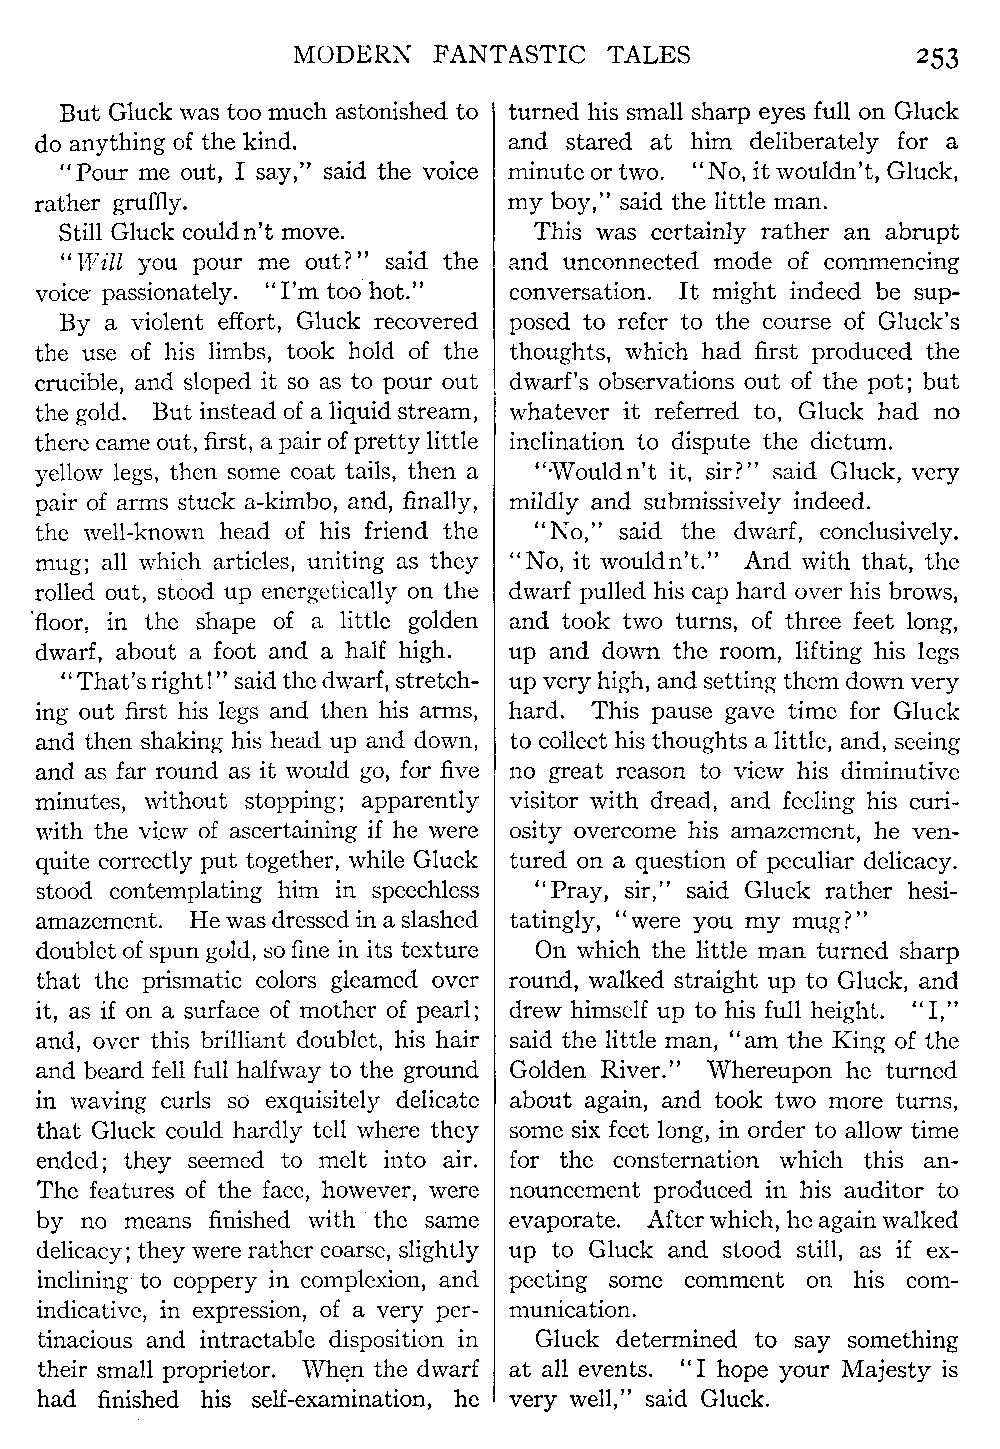 MODERN FANTASTIC TALES 253
But Gluck was too much astonished to
do anything of the kind.
"Pour me out, I say," said the voice
rather gruffly.
Still Gluck couldn't move.
"Will you pour me out?" said the
voice passionately. "I'm too hot."
By a violent effort, Gluck recovered
the use of his limbs, took hold of the
crucible, and sloped it so as to pour out
the gold. But instead of a liquid stream,
there came out, first, a pair of pretty little
yellow legs, then some coat tails, then a
pair of arms stuck a-kimbo, and, finally,
the well-known head of his friend the
mug; all which articles, uniting as they
rolled out, stood up energetically on the
floor, in the shape of a little golden
dwarf, about a foot and a half high.
"That's right!" said the dwarf, stretch-
ing out first his legs and then his arms,
and then shaking his head up and down,
and as far round as it would go, for five
minutes, without stopping; apparently
with the view of ascertaining if he were
quite correctly put together, while Gluck
stood contemplating him in speechless
amazement. He was dressed in a slashed
doublet of spun gold, so fine in its texture
that the prismatic colors gleamed over
it, as if on a surface of mother of pearl;
and, over this brilliant doublet, his hair
and beard fell full halfway to the ground
in waving curls so exquisitely delicate
that Gluck could hardly tell where they
ended; they seemed to melt into air.
The features of the face, however, were
by no means finished with the same
delicacy; they were rather coarse, slightly
inclining to coppery in complexion, and
indicative, in expression, of a very per-
tinacious and intractable disposition in
their small proprietor. When the dwarf
had finished his self-examination, he
turned his small sharp eyes full on Gluck
and stared at him deliberately for a
minute or two. "No, it wouldn't, Gluck,
my boy," said the little man.
This was certainly rather an abrupt
and unconnected mode of commencing
conversation. It might indeed be sup-
posed to refer to the course of Gluck's
thoughts, which had first produced the
dwarf's observations out of the pot; but
whatever it referred to, Gluck had no
inclination to dispute the dictum.
"Wouldn't it, sir?" said Gluck, very
mildly and submissively indeed.
"No," said the dwarf, conclusively.
"No, it wouldn't." And with that, the
dwarf pulled his cap hard over his brows,
and took two turns, of three feet long,
up and down the room, lifting his legs
up very high, and setting them down very
hard. This pause gave time for Gluck
to collect his thoughts a little, and, seeing
no great reason to view his diminutive
visitor with dread, and feeling his curi-
osity overcome his amazement, he ven-
tured on a question of peculiar delicacy.
"Pray, sir," said Gluck rather hesi-
tatingly, "were you my mug?"
On which the little man turned sharp
round, walked straight up to Gluck, and
drew himself up to his full height. "I,"
said the little man, "am the King of the
Golden River." Whereupon he turned
about again, and took two more turns,
some six feet long, in order to allow time
for the consternation which this an-
nouncement produced in his auditor to
evaporate. After which, he again walked
up to Gluck and stood still, as if ex-
pecting some comment on his com-
munication.
Gluck determined to say something
at all events. "I hope your Majesty is
very well," said Gluck.